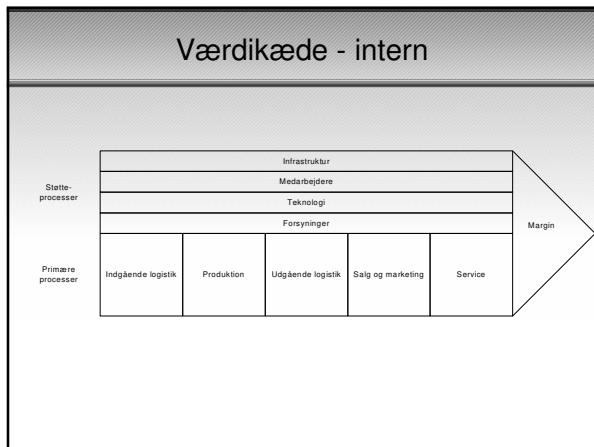 Værdikæde - intern
Infrastruktur
Medarbejdere
Teknologi
Forsyninger
Støtte-
processer
Primære
processer
Indgående logistik
Produktion
Udgående logistik
Salg og marketing
Service
Margin